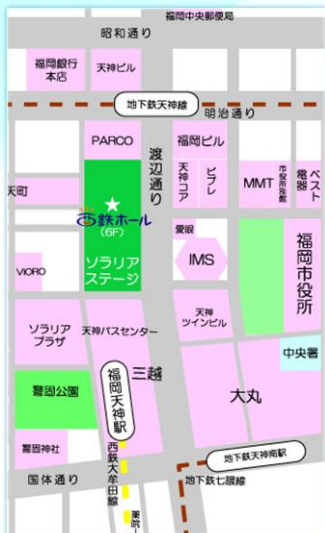 福岡中央郵便局
昭和通り
福岡銀行
本店
天神ビル
地下鉄天神線
明治通り
PARCO
福岡ビル
渡辺通り
天神コア
ビブレ
MMT
市役所別館
ベスト
電器
天町
西鉄ホール
(6F)
ソラリア
ステージ
愛眼
IMS
福岡市役所
VIORO
ソラリア
プラザ
天神バスセンター
天神
ツインビル
中央署
三越
福岡天神駅
大丸
警固公園
警固神社
西鉄大牟田線
国体通り
地下鉄天神南駅
地下鉄七隈線
薬院